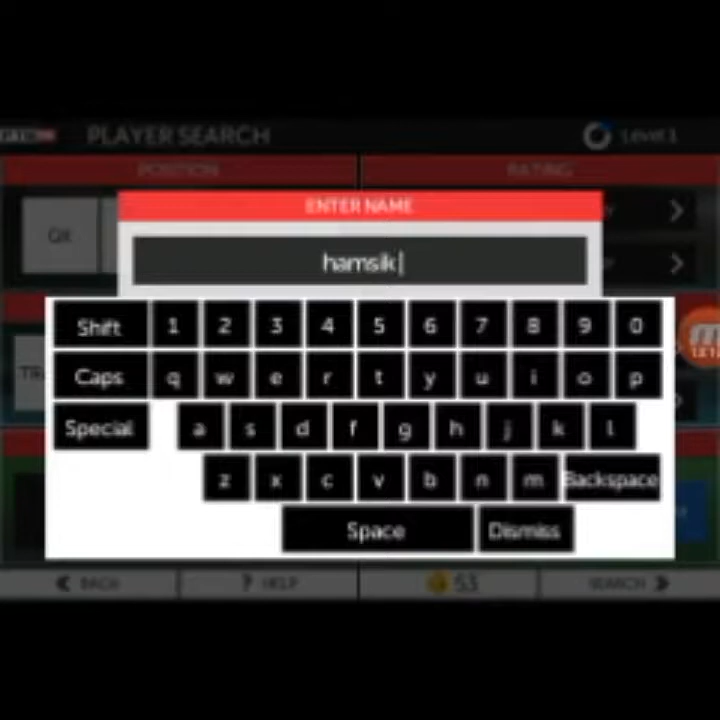 PLAYER SEARCH
Level 1
POSITION
RATING
ENTER NAME
GK
hamsik
Shift 1 2 3 4 5 6 7 8 9 0
Caps q w e r t y u i o p
Special a s d f g h j k l
z x c v b n m Backspace
Space Dismiss
BACK
? HELP
53
SEARCH